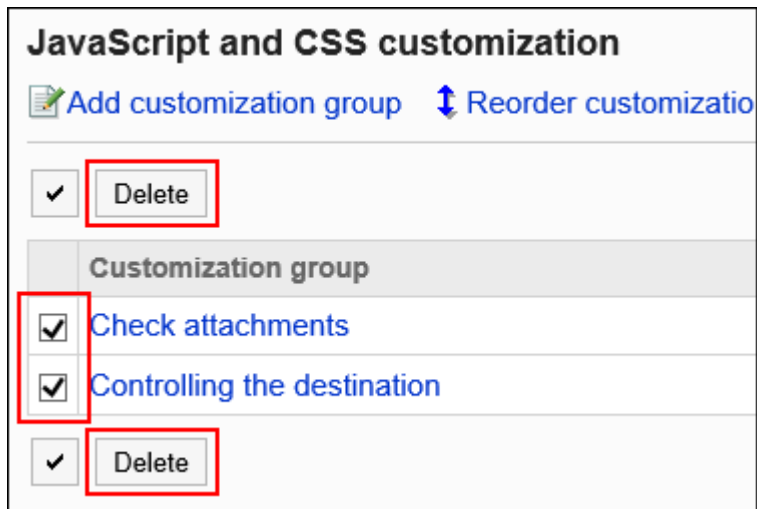 JavaScript and CSS customization
Add customization group Reorder customizatio
Delete
Customization group
Check attachments
Controlling the destination
Delete